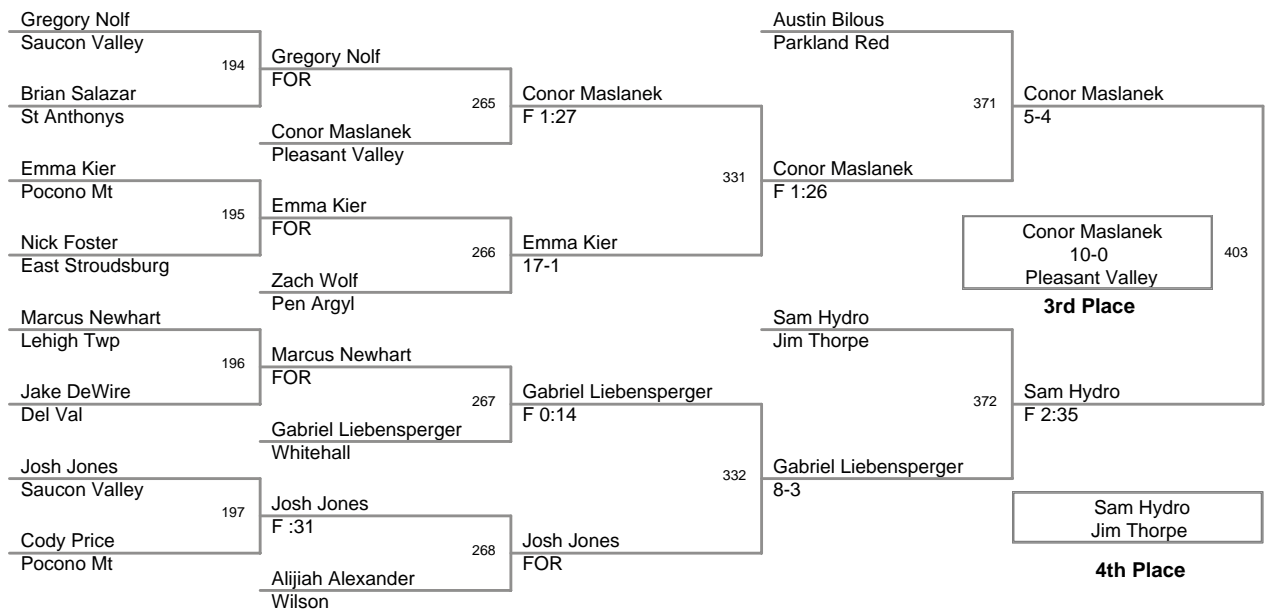 Gregory Nolf
Saucon Valley
194
Brian Salazar
St Anthonys
Emma Kier
Pocono Mt
195
Nick Foster
East Stroudsburg
Marcus Newhart
Lehigh Twp
196
Jake DeWire
Del Val
Josh Jones
Saucon Valley
197
Cody Price
Pocono Mt
Gregory Nolf
FOR
265
Conor Maslanek
Pleasant Valley
Emma Kier
FOR
266
Zach Wolf
Pen Argyl
Marcus Newhart
FOR
267
Gabriel Liebensperger
Whitehall
Josh Jones
F :31
268
Alijiah Alexander
Wilson
Conor Maslanek
F 1:27
331
Emma Kier
17-1
Gabriel Liebensperger
F 0:14
332
Josh Jones
FOR
Austin Bilous
Parkland Red
371
Conor Maslanek
F 1:26
Sam Hydro
Jim Thorpe
372
Gabriel Liebensperger
8-3
Conor Maslanek
5-4
403
Sam Hydro
F 2:35
Conor Maslanek
10-0
Pleasant Valley
3rd Place
Sam Hydro
Jim Thorpe
4th Place